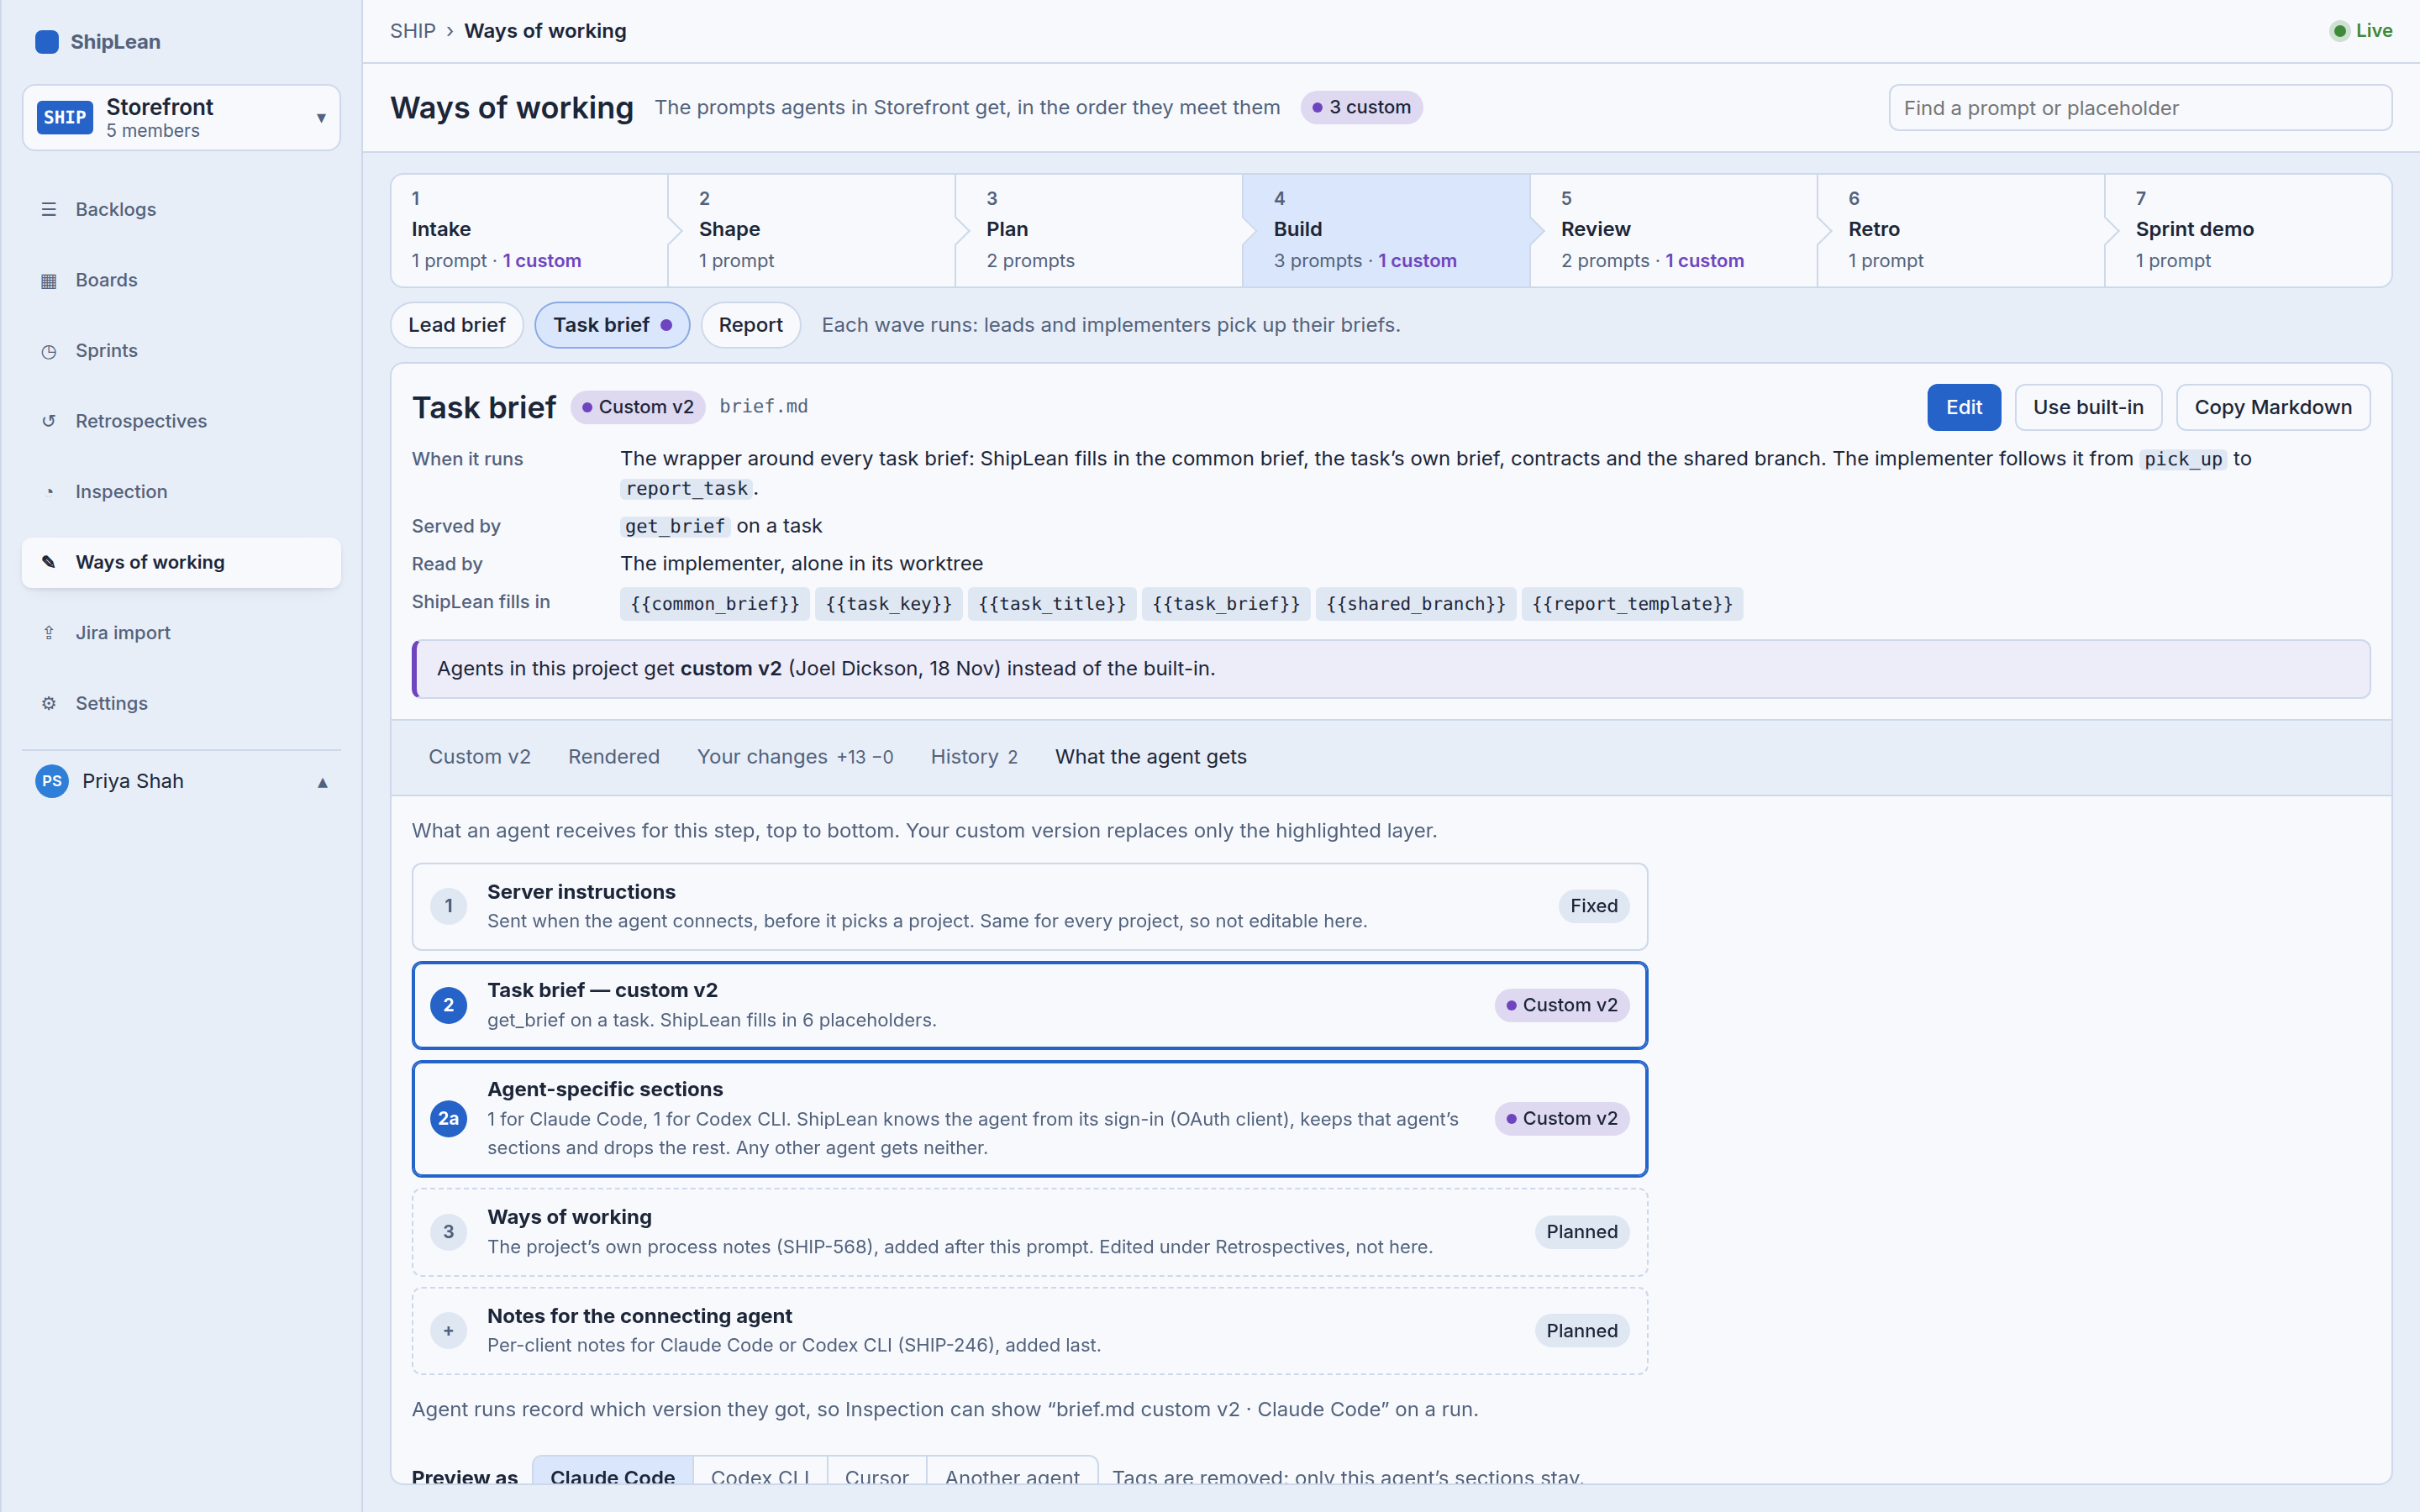 ShipLean
SHIP Storefront
5 members
Backlogs
Boards
Sprints
Retrospectives
Inspection
Ways of working
Jira import
Settings
PS Priya Shah
SHIP › Ways of working
Live
Ways of working The prompts agents in Storefront get, in the order they meet them 3 custom
Find a prompt or placeholder
1
Intake
1 prompt · 1 custom
2
Shape
1 prompt
3
Plan
2 prompts
4
Build
3 prompts · 1 custom
5
Review
2 prompts · 1 custom
6
Retro
1 prompt
7
Sprint demo
1 prompt
Lead brief Task brief Report Each wave runs: leads and implementers pick up their briefs.
Task brief Custom v2 brief.md Edit Use built-in Copy Markdown
When it runs The wrapper around every task brief: ShipLean fills in the common brief, the task’s own brief, contracts and the shared branch. The implementer follows it from pick_up to
report_task.
Served by get_brief on a task
Read by The implementer, alone in its worktree
ShipLean fills in {{common_brief}} {{task_key}} {{task_title}} {{task_brief}} {{shared_branch}} {{report_template}}
Agents in this project get custom v2 (Joel Dickson, 18 Nov) instead of the built-in.
Custom v2 Rendered Your changes +13 −0 History 2 What the agent gets
What an agent receives for this step, top to bottom. Your custom version replaces only the highlighted layer.
1 Server instructions
Sent when the agent connects, before it picks a project. Same for every project, so not editable here.
Fixed
2 Task brief — custom v2
get_brief on a task. ShipLean fills in 6 placeholders.
Custom v2
2a Agent-specific sections
1 for Claude Code, 1 for Codex CLI. ShipLean knows the agent from its sign-in (OAuth client), keeps that agent’s
sections and drops the rest. Any other agent gets neither.
Custom v2
3 Ways of working
The project’s own process notes (SHIP-568), added after this prompt. Edited under Retrospectives, not here.
Planned
+ Notes for the connecting agent
Per-client notes for Claude Code or Codex CLI (SHIP-246), added last.
Planned
Agent runs record which version they got, so Inspection can show “brief.md custom v2 · Claude Code” on a run.
Preview as Claude Code Codex CLI Cursor Another agent Tags are removed; only this agent’s sections stay.